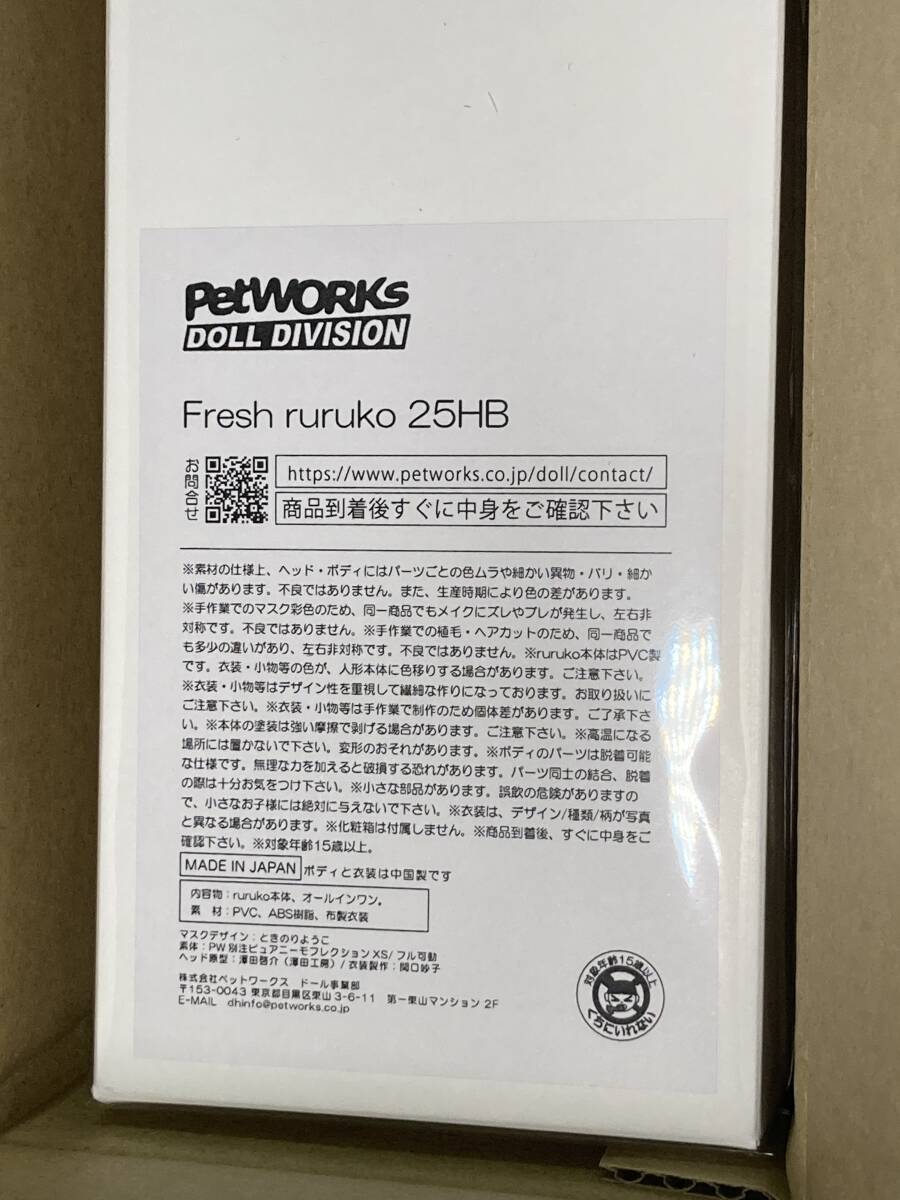 PetWORKs
DOLL DIVISION
Fresh ruruko 25HB
お問合せ
https://www.petworks.co.jp/doll/contact/
商品到着後すぐに中身をご確認下さい
※素材の仕様上、ヘッド・ボディにはパーツごとの色ムラや細かい異物・バリ・細か
い傷があります。不良ではありません。また、生産時期により色の差があります。
※手作業でのマスク彩色のため、同一商品でもメイクにズレやブレが発生し、左右非
対称です。不良ではありません。※手作業での植毛・ヘアカットのため、同一商品で
も多少の違いがあり、左右非対称です。不良ではありません。※ruruko本体はPVC製
です。衣装・小物等の色が、人形本体に色移りする場合があります。ご注意下さい。
※衣装・小物等はデザイン性を重視して繊細な作りになっております。お取り扱いに
ご注意下さい。※衣装・小物等は手作業で制作のため個体差があります。ご了承下さ
い。※本体の塗装は強い摩擦で剥げる場合があります。ご注意下さい。※高温になる
場所には置かないで下さい。変形のおそれがあります。※ボディのパーツは脱着可能
な仕様です。無理な力を加えると破損する恐れがあります。パーツ同士の結合、脱着
の際は十分お気をつけ下さい。※小さな部品があります。誤飲の危険がありますの
で、小さなお子様には絶対に与えないで下さい。※衣装は、デザイン/種類/柄が写真
と異なる場合があります。※化粧箱は付属しません。※商品到着後、すぐに中身をご
確認下さい。※対象年齢15歳以上。
MADE IN JAPAN ボディと衣装は中国製です
内容物：ruruko本体、オールインワン。
素　材：PVC、ABS樹脂、布製衣装
マスクデザイン：ときのりようこ
素体：PW別注ピュアニーモフレクションXS/フル可動
ヘッド原型：澤田啓介（澤田工房）/衣装製作：関口妙子
株式会社ペットワークス　ドール事業部
〒153-0043 東京都目黒区東山3-6-11　第一東山マンション 2F
E-MAIL　dhinfo@petworks.co.jp
対象年齢15歳以上
くちにいれない